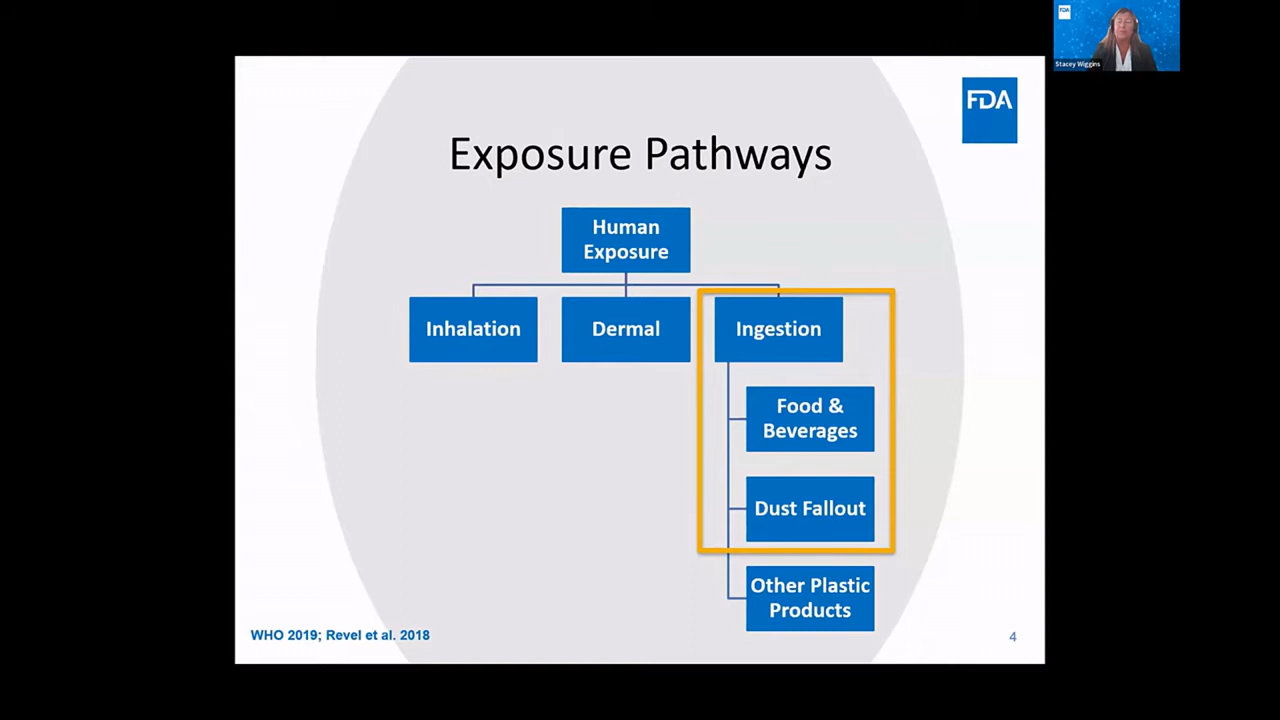 FDA
Stacey Wiggins
FDA
Exposure Pathways
Human
Exposure
Inhalation
Dermal
Ingestion
Food &
Beverages
Dust Fallout
Other Plastic
Products
WHO 2019; Revel et al. 2018
4